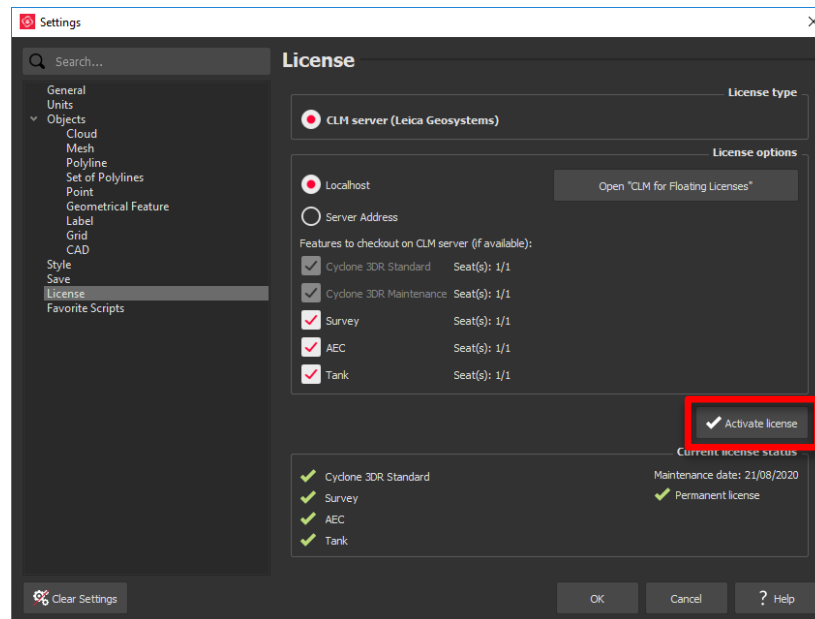 Settings
Search...
General
Units
Objects
Cloud
Mesh
Polyline
Set of Polylines
Point
Geometrical Feature
Label
Grid
CAD
Style
Save
License
Favorite Scripts
Clear Settings
License
License type
CLM server (Leica Geosystems)
License options
Localhost
Open "CLM for Floating Licenses"
Server Address
Features to checkout on CLM server (if available):
Cyclone 3DR Standard Seat(s): 1/1
Cyclone 3DR Maintenance Seat(s): 1/1
Survey Seat(s): 1/1
AEC Seat(s): 1/1
Tank Seat(s): 1/1
Activate license
Current license status
Cyclone 3DR Standard
Survey
AEC
Tank
Maintenance date: 21/08/2020
Permanent license
OK
Cancel
? Help